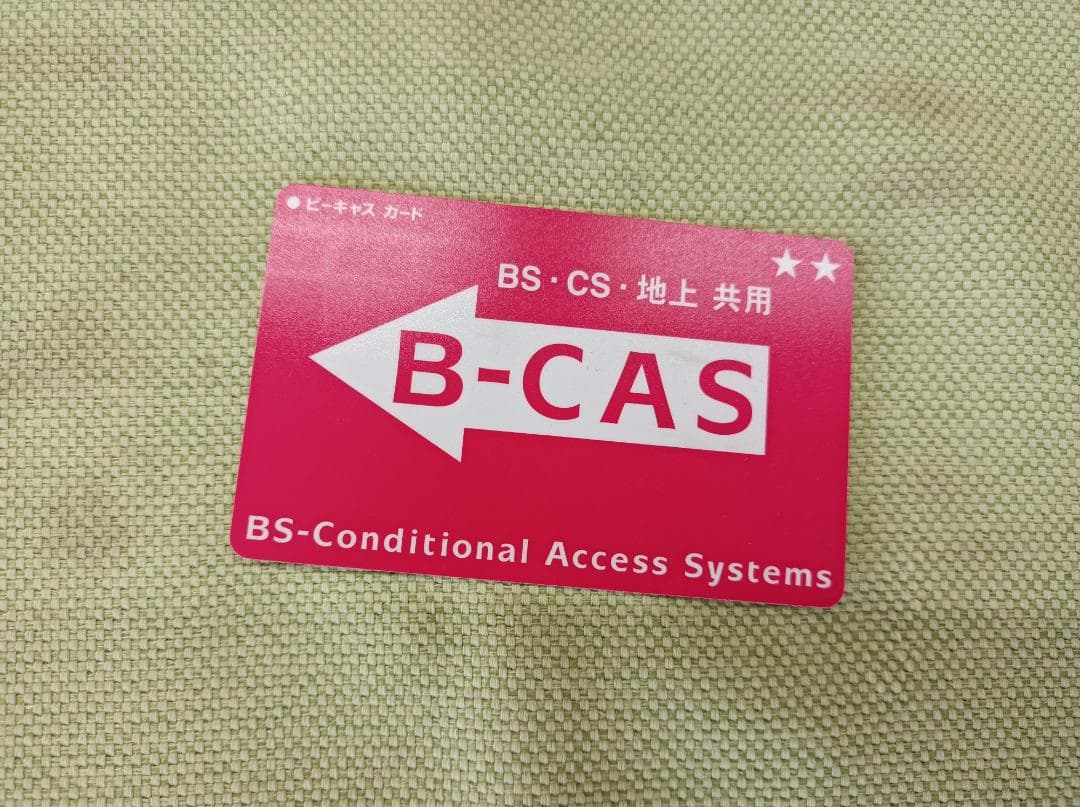 ビーキャス カード
★★
BS・CS・地上 共用
B-CAS
BS-Conditional Access Systems